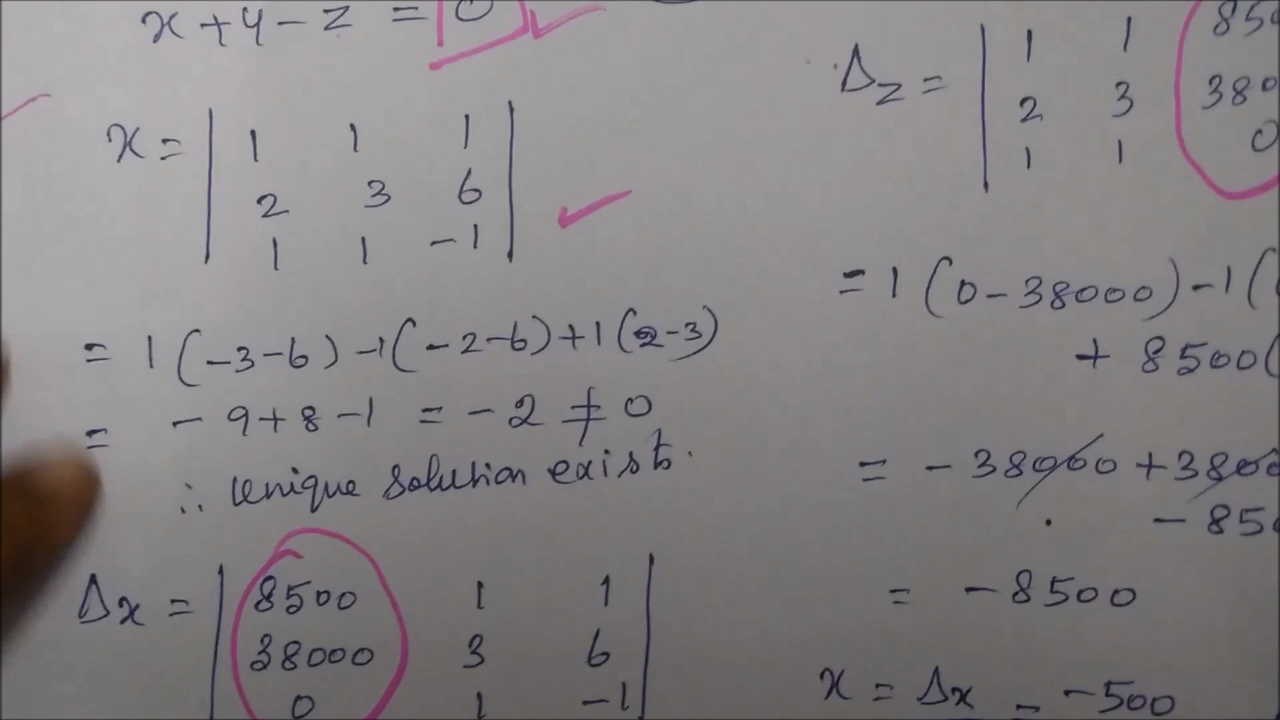 x + y - z = 0
x = | 1 1 1 |
| 2 3 6 |
| 1 1 -1 |
= 1 (-3-6) -1(-2-6) +1 (2-3)
= -9+8-1 = -2 ≠ 0
∴ unique solution exists.
Δx = | 8500 1 1 |
| 38000 3 6 |
| 0 1 -1 |
Δz = | 1 1 850
2 3 380
1 1 0
= 1 (0-38000) -1(
+ 8500(
= -38000 +3800
- 850
= -8500
x = Δx = -500